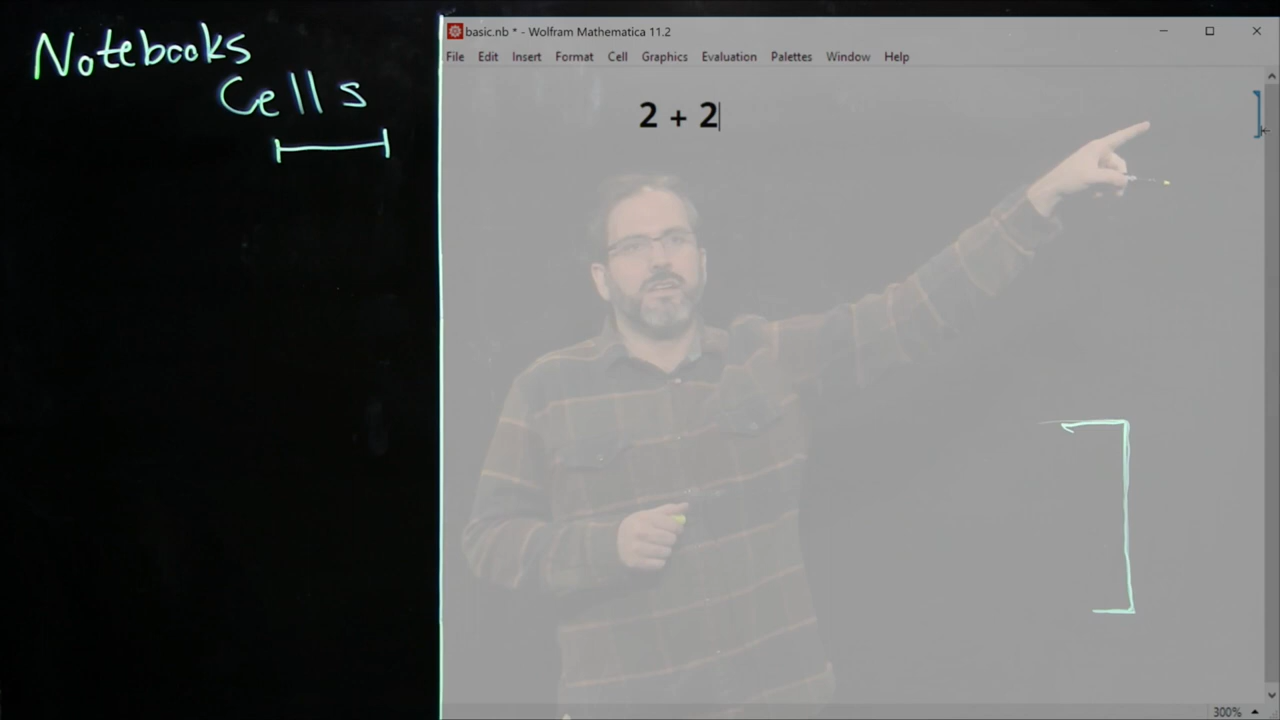 Notebooks
Cells
basic.nb * - Wolfram Mathematica 11.2
File Edit Insert Format Cell Graphics Evaluation Palettes Window Help
2 + 2
300%